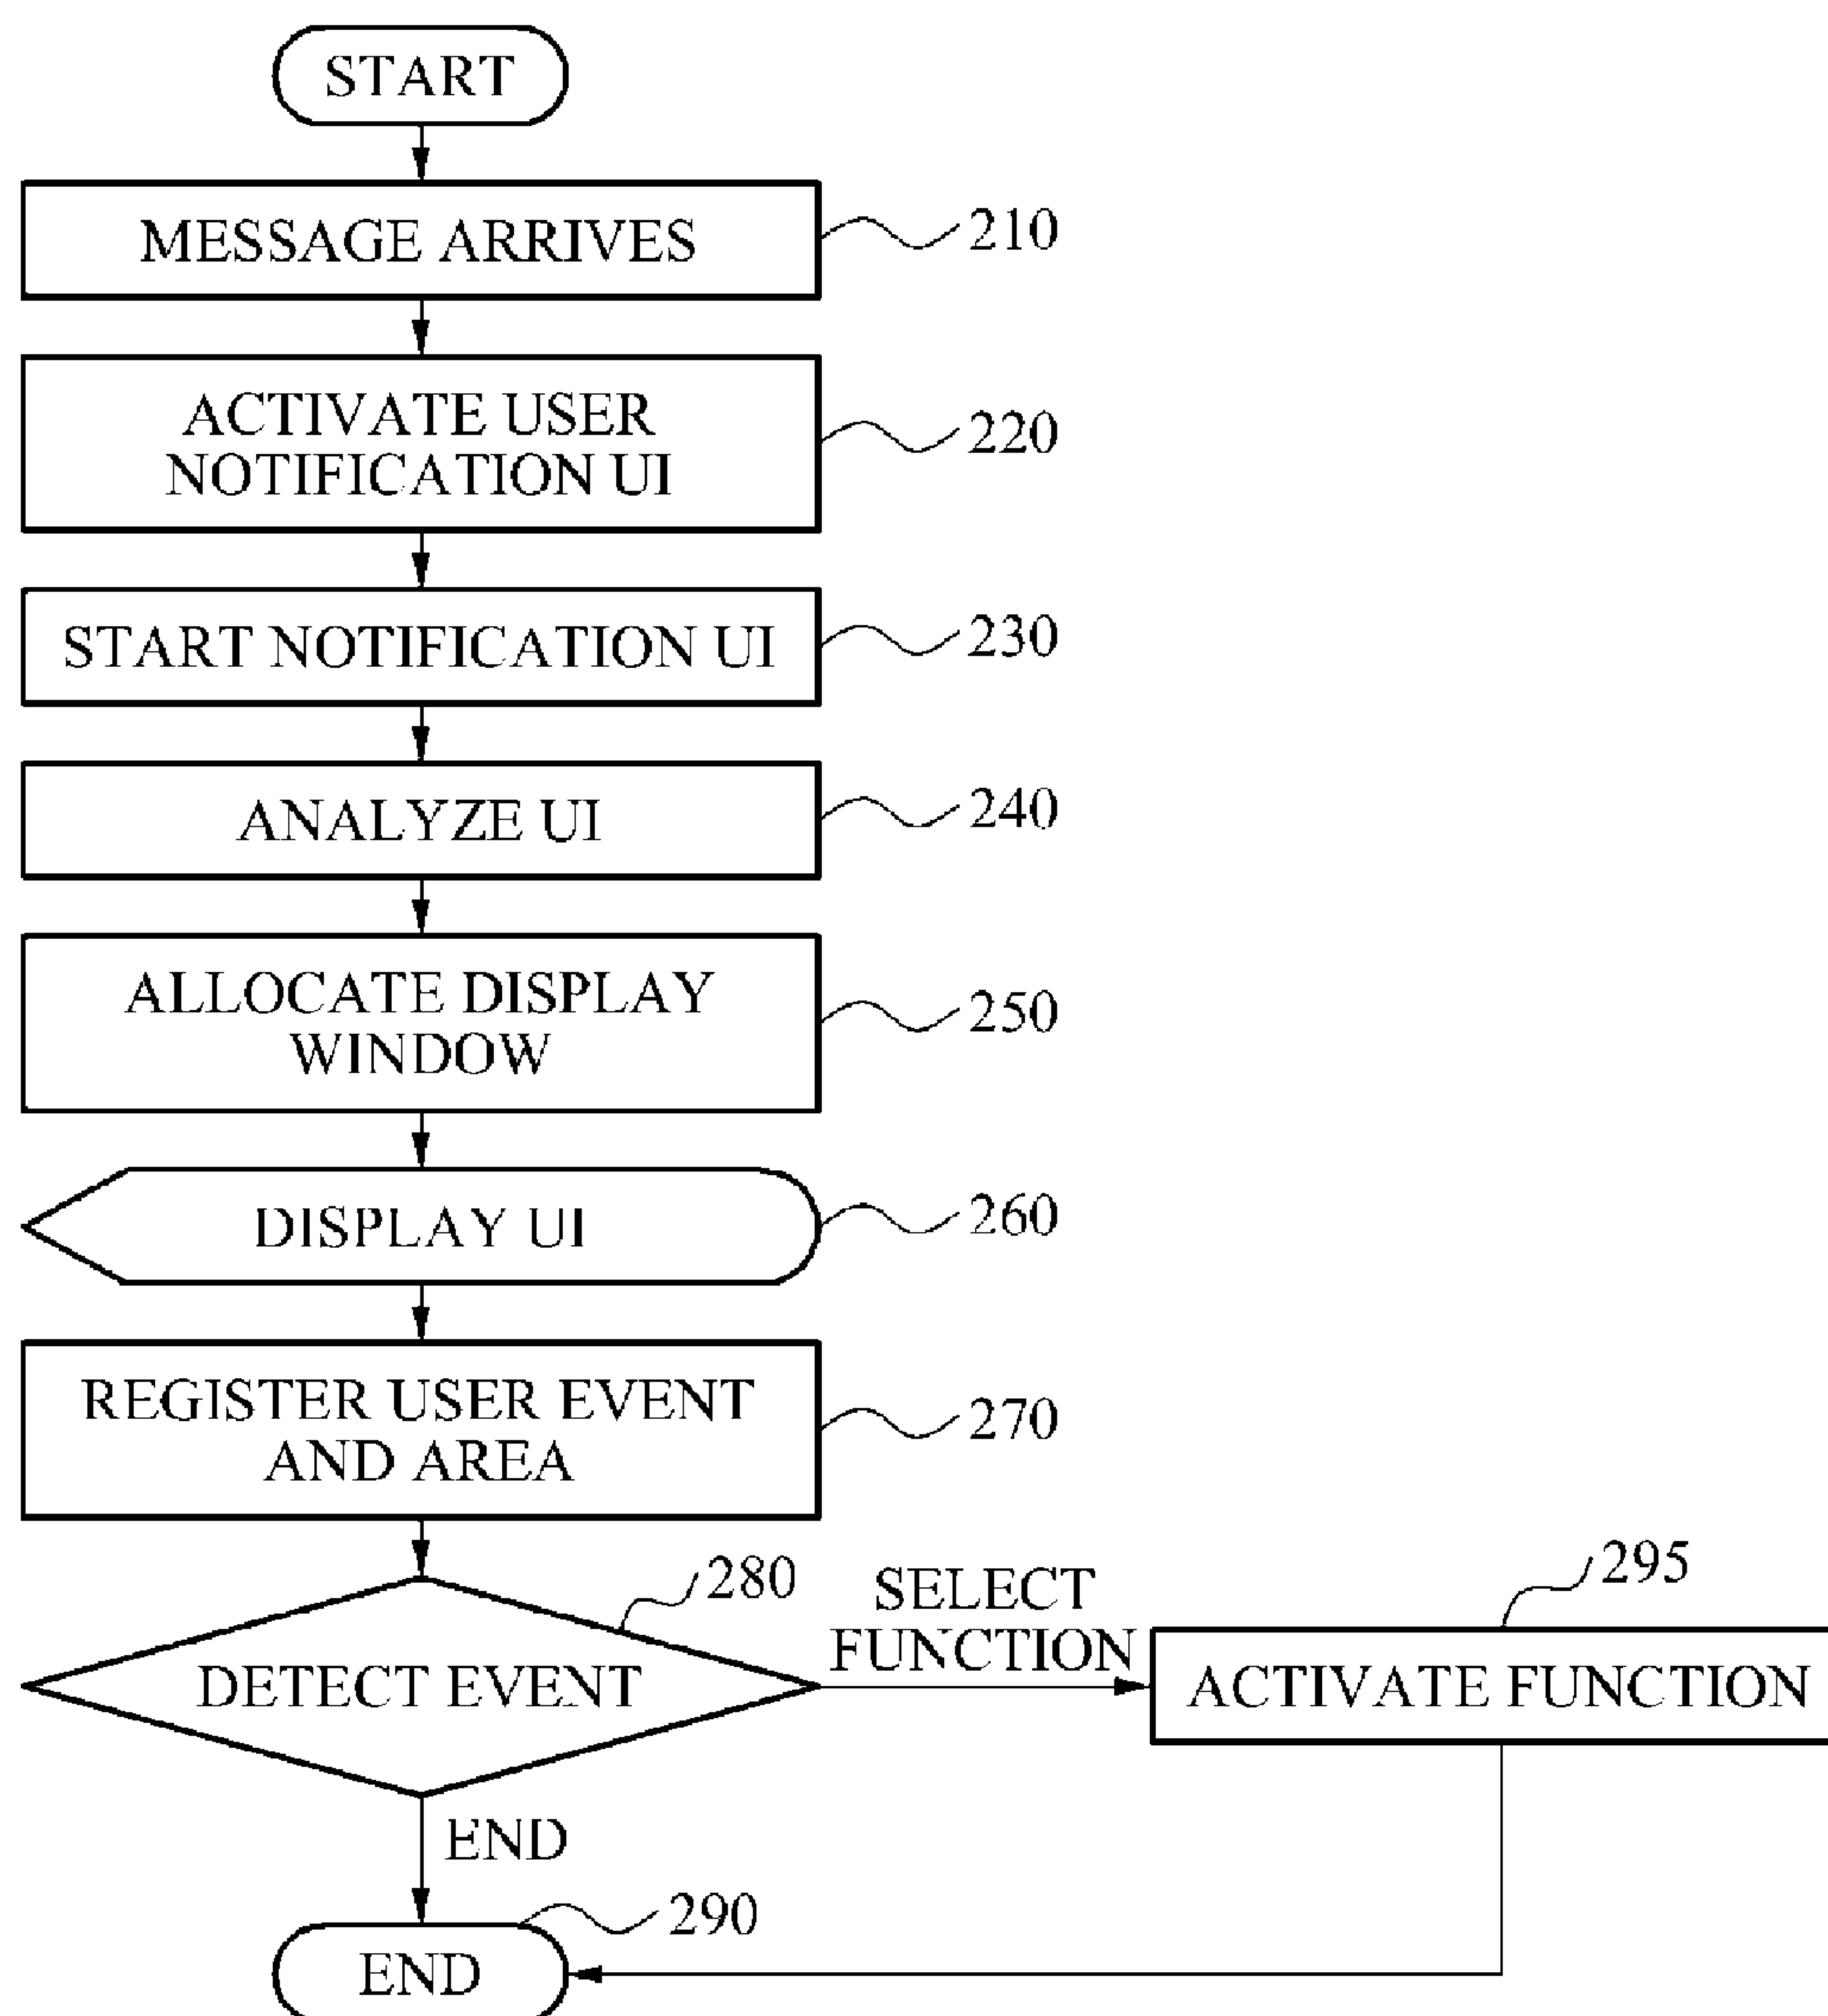 START
MESSAGE ARRIVES
210
ACTIVATE USER
NOTIFICATION UI
220
START NOTIFICATION UI
230
ANALYZE UI
240
ALLOCATE DISPLAY
WINDOW
250
DISPLAY UI
260
REGISTER USER EVENT
AND AREA
270
DETECT EVENT
280
SELECT
FUNCTION
ACTIVATE FUNCTION
295
END
END
290